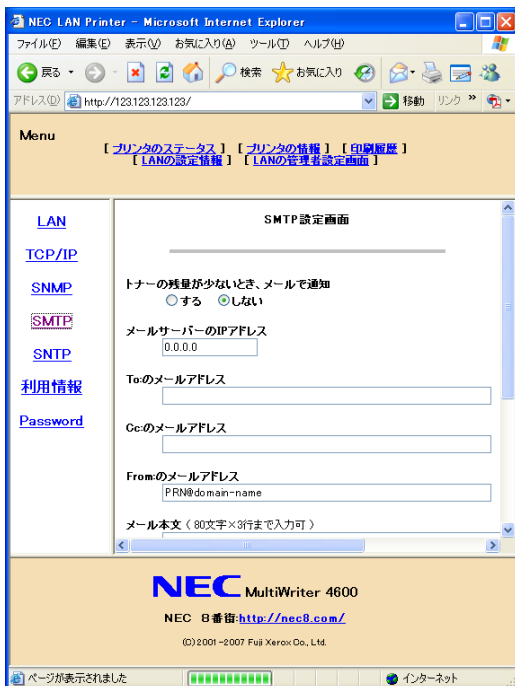 NEC LAN Print - Microsoft Internet Explorer
ファイル(F) 編集(E) 表示(V) お気に入り(A) ツール(T) ヘルプ(H)
戻る 検索 お気に入り
アドレス(D) http://123.123.123.123/ 移動 リンク »
Menu
[ プリンタのステータス ] [ プリンタの情報 ] [ 印刷履歴 ]
[ LANの設定情報 ] [ LANの管理者設定画面 ]
LAN
TCP/IP
SNMP
SMTP
SNTP
利用情報
Password
SMTP設定画面
トナーの残量が少ないとき、メールで通知
する しない
メールサーバーのIPアドレス
0.0.0.0
To:のメールアドレス
Cc:のメールアドレス
From:のメールアドレス
PRN@domain-name
メール本文（80文字×3行まで入力可）
NEC MultiWriter 4600
NEC 8番街:http://nec8.com/
(C)2001-2007 Fuji Xerox Co., Ltd.
ページが表示されました インターネット